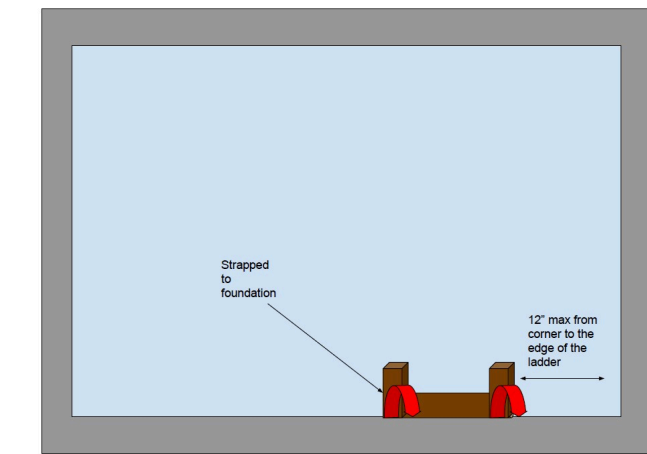 Strapped
to
foundation
12" max from
corner to the
edge of the
ladder